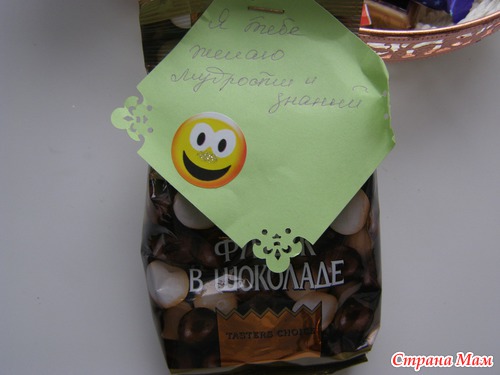 Я тебе
желаю
мудрости и
знаний
В ШОКОЛАДЕ
TASTERS CHOICE
Страна Мам